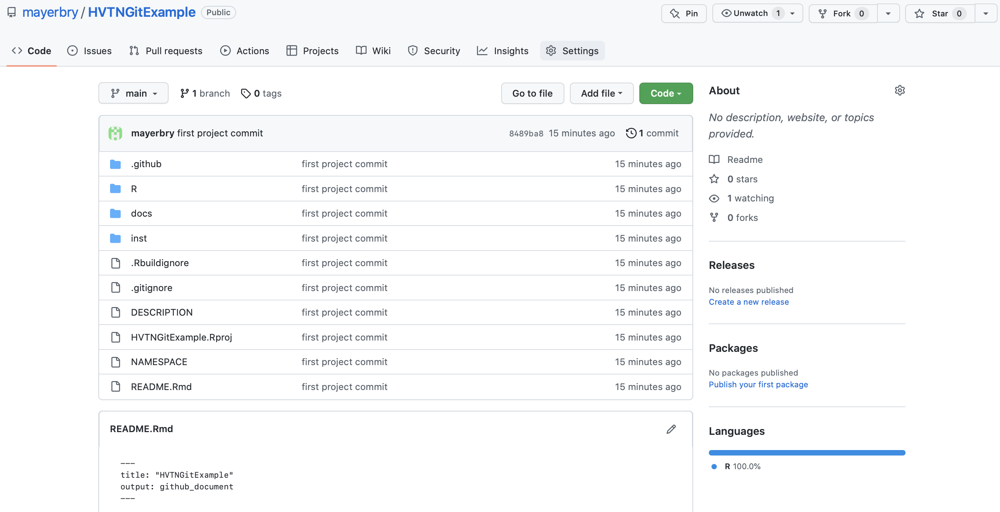 mayerbry / HVTNGitExample Public Pin Unwatch 1 Fork 0 Star 0
Code Issues Pull requests Actions Projects Wiki Security Insights Settings
main 1 branch 0 tags Go to file Add file Code
mayerbry first project commit 8489ba8 15 minutes ago 1 commit
.github first project commit 15 minutes ago
R first project commit 15 minutes ago
docs first project commit 15 minutes ago
inst first project commit 15 minutes ago
.Rbuildignore first project commit 15 minutes ago
.gitignore first project commit 15 minutes ago
DESCRIPTION first project commit 15 minutes ago
HVTNGitExample.Rproj first project commit 15 minutes ago
NAMESPACE first project commit 15 minutes ago
README.Rmd first project commit 15 minutes ago
README.Rmd
---
title: "HVTNGitExample"
output: github_document
---
About
No description, website, or topics
provided.
Readme
0 stars
1 watching
0 forks
Releases
No releases published
Create a new release
Packages
No packages published
Publish your first package
Languages
R 100.0%